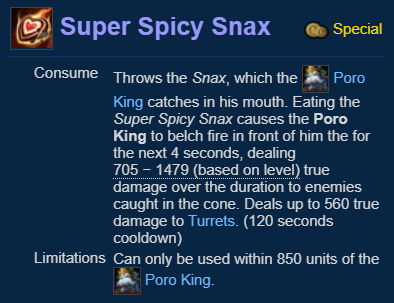 Super Spicy Snax
Special
Consume
Throws the Snax, which the Poro
King catches in his mouth. Eating the
Super Spicy Snax causes the Poro
King to belch fire in front of him the for
the next 4 seconds, dealing
705 − 1479 (based on level) true
damage over the duration to enemies
caught in the cone. Deals up to 560 true
damage to Turrets. (120 seconds
cooldown)
Limitations
Can only be used within 850 units of the
Poro King.